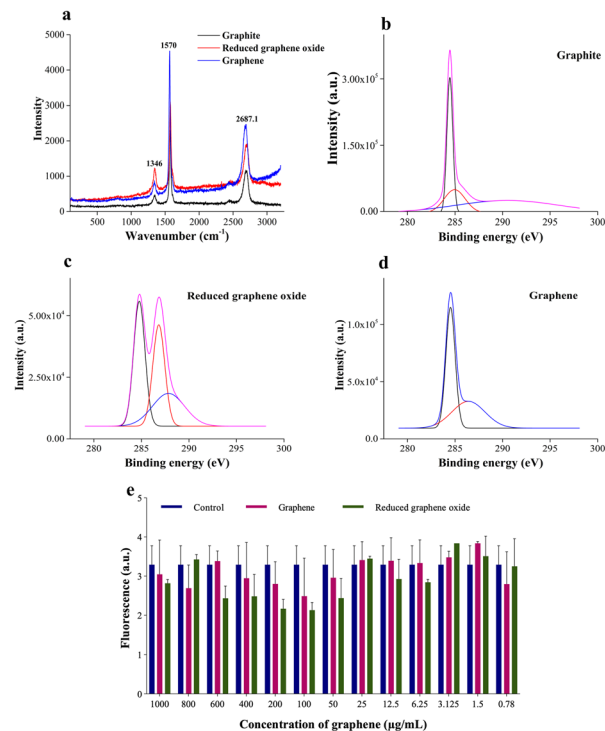 a
Graphite
Reduced graphene oxide
Graphene
1570
2687.1
1346
Intensity
5000
4000
3000
2000
1000
0
500 1000 1500 2000 2500 3000
Wavenumber (cm⁻¹)
b
Graphite
Intensity (a.u.)
3.00x10⁵
1.50x10⁵
0.00
280 285 290 295 300
Binding energy (eV)
c
Reduced graphene oxide
Intensity (a.u.)
5.00x10⁴
2.50x10⁴
0.00
280 285 290 295 300
Binding energy (eV)
d
Graphene
Intensity (a.u.)
1.0x10⁵
5.0x10⁴
0.0
280 285 290 295 300
Binding energy (eV)
e
Control Graphene Reduced graphene oxide
Fluorescence (a.u.)
5
4
3
2
1
0
1000 800 600 400 200 100 50 25 12.5 6.25 3.125 1.5 0.78
Concentration of graphene (µg/mL)